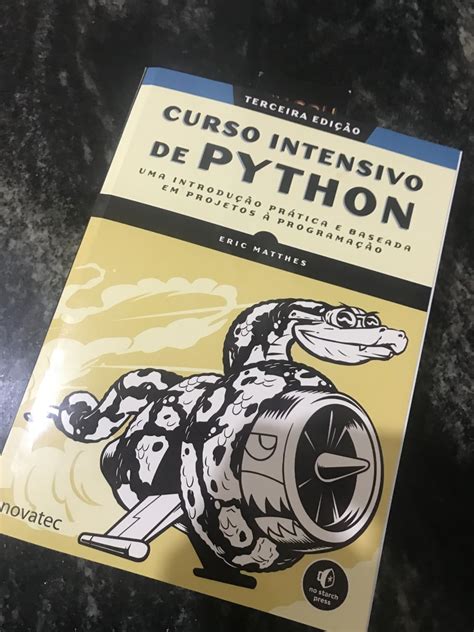 TERCEIRA EDIÇÃO
CURSO INTENSIVO
DE PYTHON
UMA INTRODUÇÃO PRÁTICA E BASEADA
EM PROJETOS À PROGRAMAÇÃO
ERIC MATTHES
novatec
no starch
press